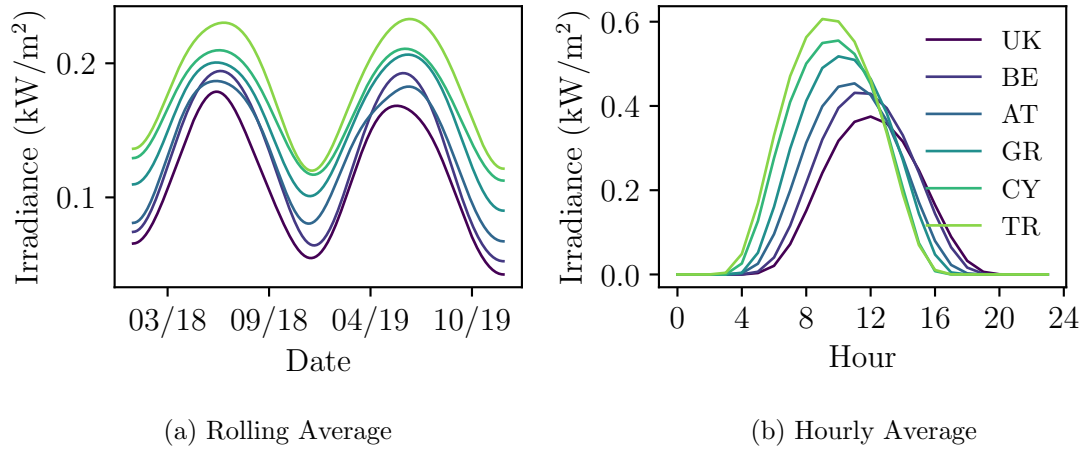 Irradiance (kW/m²)
0.2
0.1
03/18 09/18 04/19 10/19
Date
(a) Rolling Average
Irradiance (kW/m²)
0.6
0.4
0.2
0.0
0 4 8 12 16 20 24
Hour
UK
BE
AT
GR
CY
TR
(b) Hourly Average